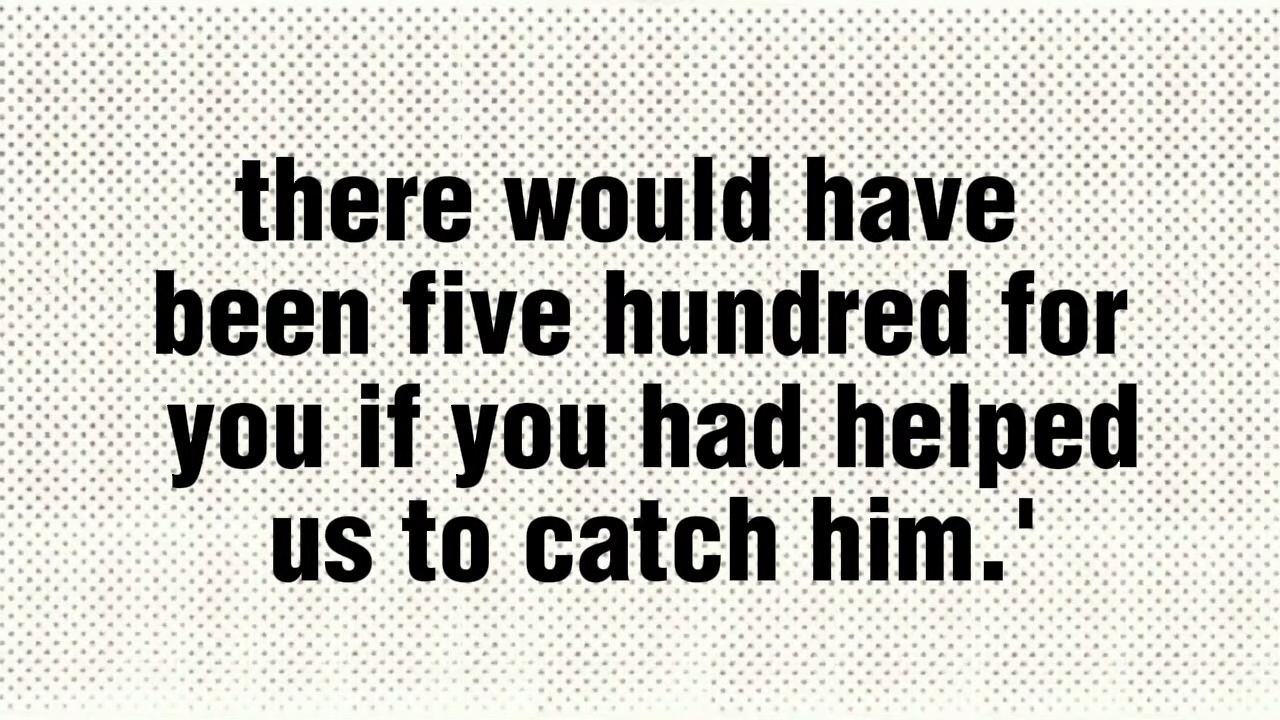 there would have
been five hundred for
you if you had helped
us to catch him.'